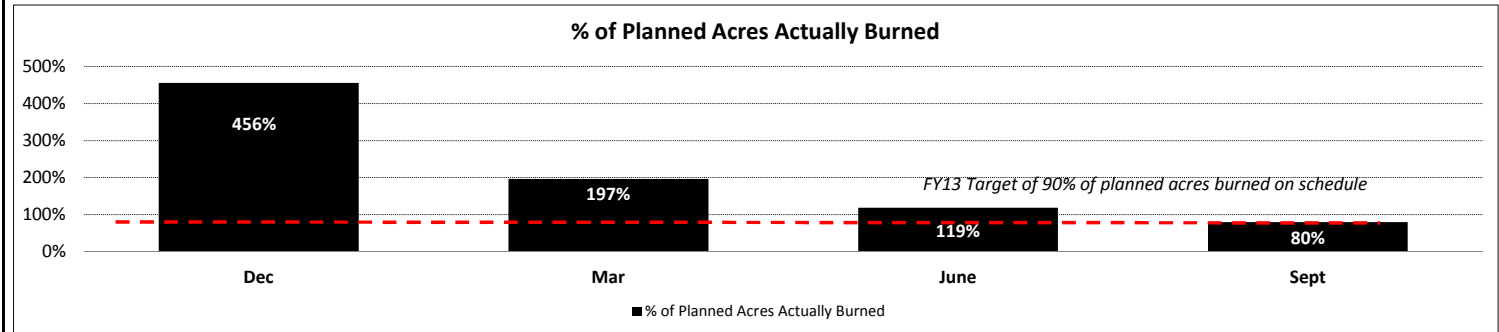 % of Planned Acres Actually Burned
500%
400%
300%
200%
100%
0%
456%
197%
119%
80%
FY13 Target of 90% of planned acres burned on schedule
Dec
Mar
June
Sept
% of Planned Acres Actually Burned